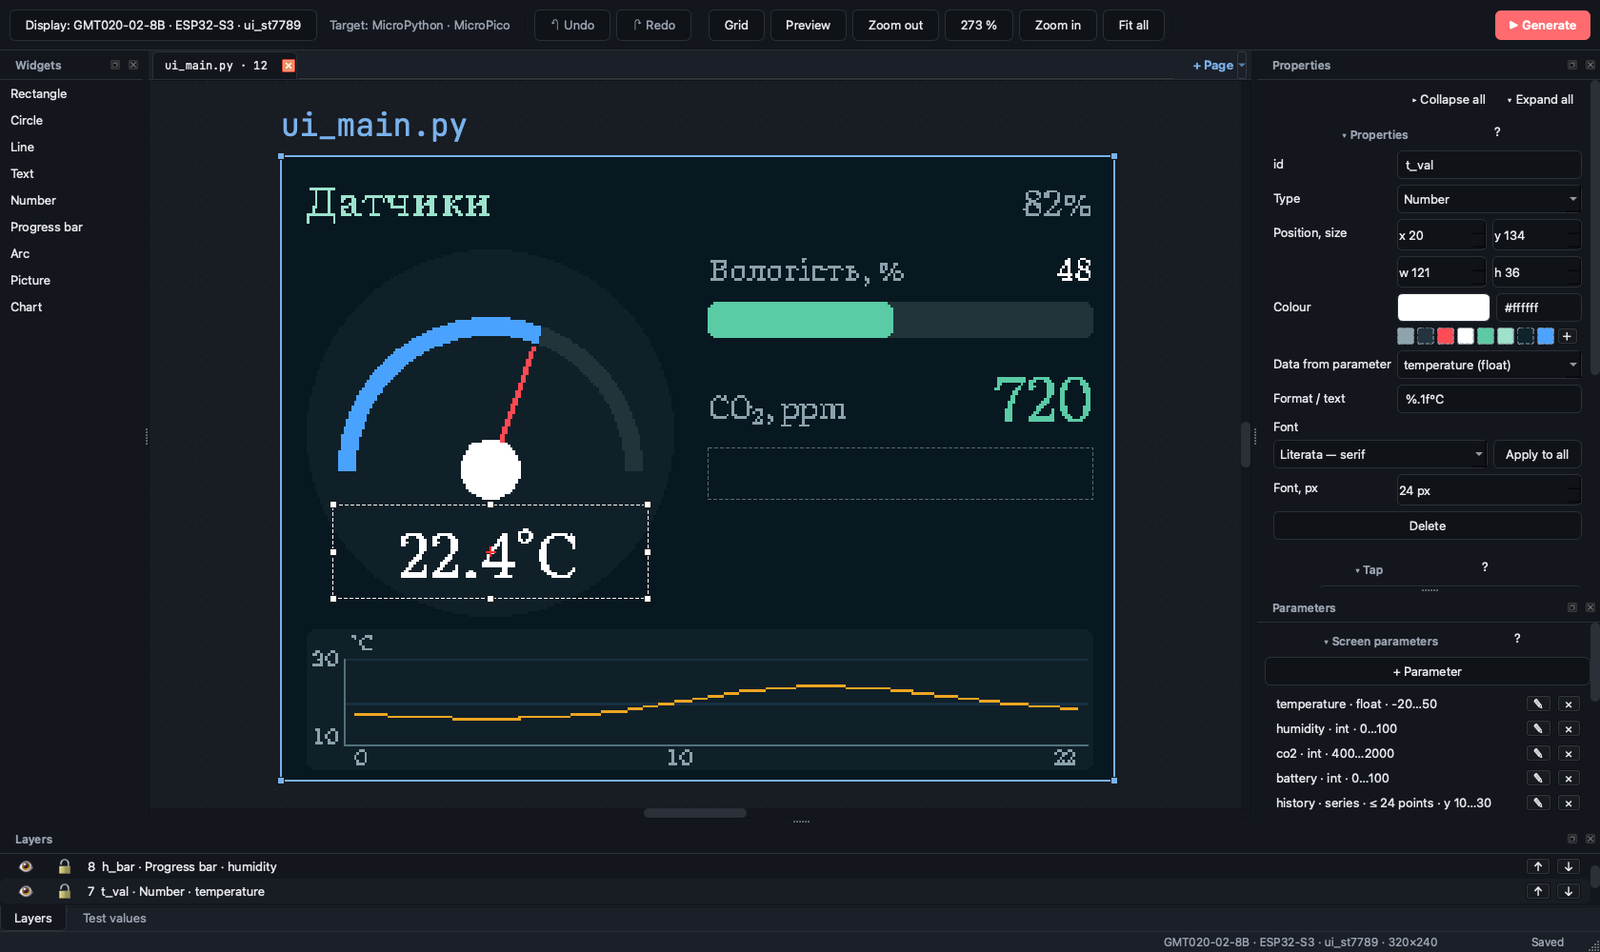 Display: GMT020-02-8B · ESP32-S3 · ui_st7789
Target: MicroPython · MicroPico
Undo
Redo
Grid
Preview
Zoom out
273 %
Zoom in
Fit all
Generate
Widgets
Rectangle
Circle
Line
Text
Number
Progress bar
Arc
Picture
Chart
ui_main.py · 12
+ Page
ui_main.py
Датчики
82%
Вологість, %
48
CO₂, ppm
720
22.4°C
°C
30
10
0
10
22
Properties
Collapse all
Expand all
Properties
?
id
t_val
Type
Number
Position, size
x 20
y 134
w 121
h 36
Colour
#ffffff
+
Data from parameter
temperature (float)
Format / text
%.1f°C
Font
Literata — serif
Apply to all
Font, px
24 px
Delete
Tap
?
Parameters
Screen parameters
?
+ Parameter
temperature · float · -20…50
humidity · int · 0…100
co2 · int · 400…2000
battery · int · 0…100
history · series · ≤ 24 points · y 10…30
Layers
8 h_bar · Progress bar · humidity
7 t_val · Number · temperature
Layers
Test values
GMT020-02-8B · ESP32-S3 · ui_st7789 · 320×240
Saved